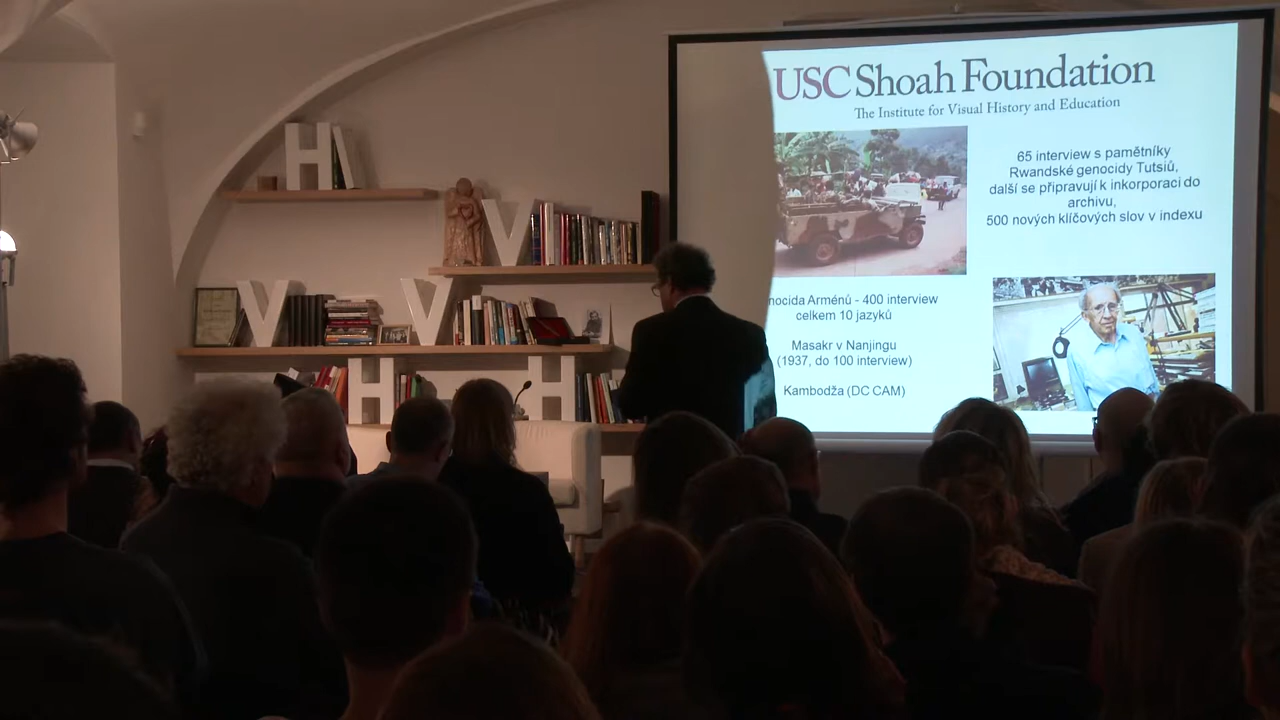 USC Shoah Foundation
The Institute for Visual History and Education
65 interview s pamětníky
Rwandské genocidy Tutsiů,
další se připravují k inkorporaci do
archivu,
500 nových klíčových slov v indexu
nocida Arménů - 400 interview
celkem 10 jazyků
Masakr v Nanjingu
(1937, do 100 interview)
Kambodža (DC CAM)
H
V
V
V
H
H